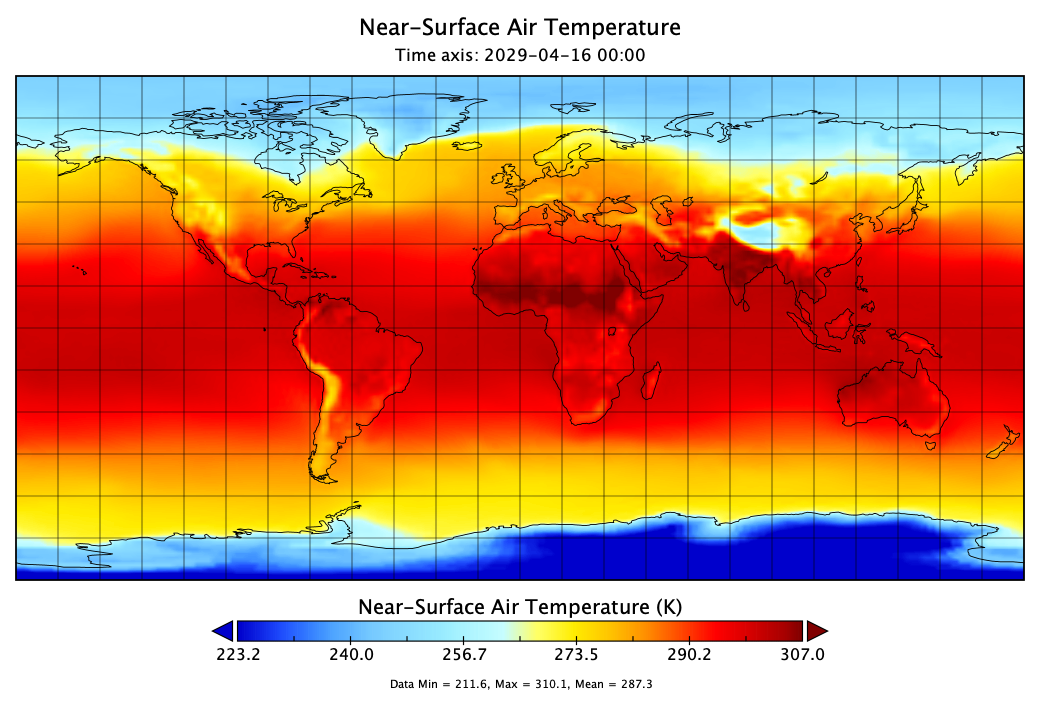 Near-Surface Air Temperature
Time axis: 2029-04-16 00:00
Near-Surface Air Temperature (K)
223.2 240.0 256.7 273.5 290.2 307.0
Data Min = 211.6, Max = 310.1, Mean = 287.3